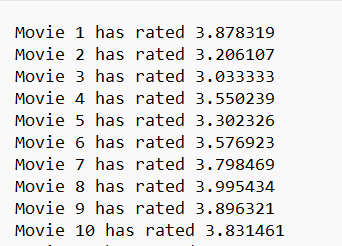 Movie 1 has rated 3.878319
Movie 2 has rated 3.206107
Movie 3 has rated 3.033333
Movie 4 has rated 3.550239
Movie 5 has rated 3.302326
Movie 6 has rated 3.576923
Movie 7 has rated 3.798469
Movie 8 has rated 3.995434
Movie 9 has rated 3.896321
Movie 10 has rated 3.831461